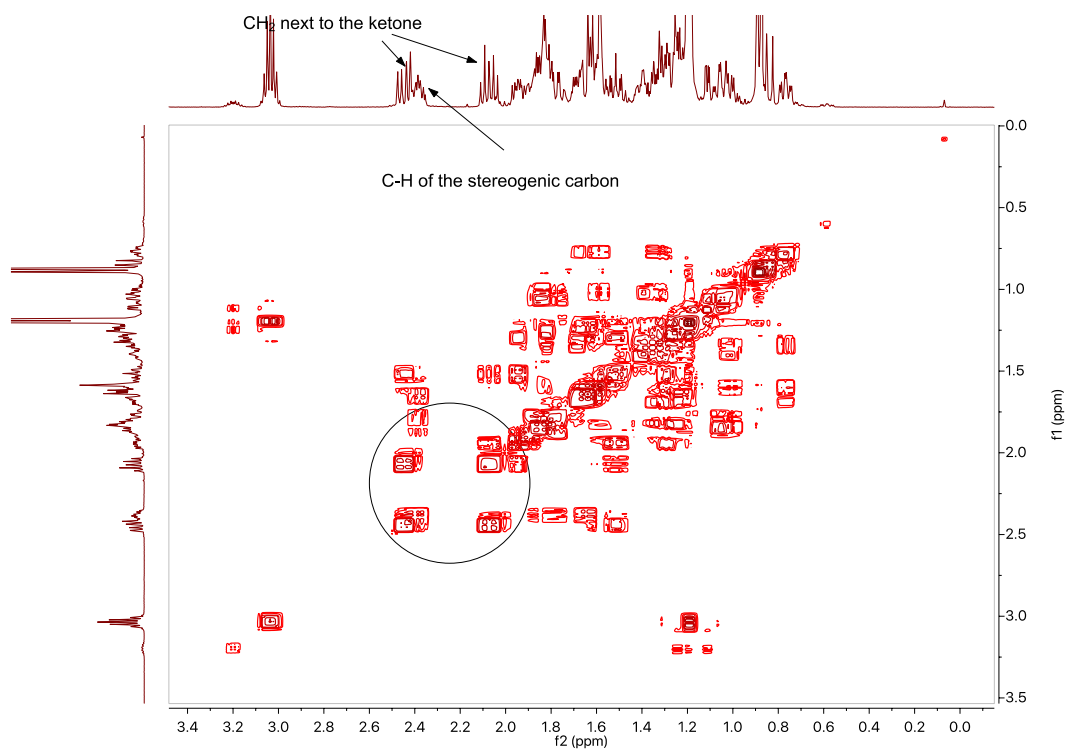 CH₂ next to the ketone
C-H of the stereogenic carbon
0.0
0.5
1.0
1.5
2.0
2.5
3.0
3.5
f1 (ppm)
3.4 3.2 3.0 2.8 2.6 2.4 2.2 2.0 1.8 1.6 1.4 1.2 1.0 0.8 0.6 0.4 0.2 0.0
f2 (ppm)